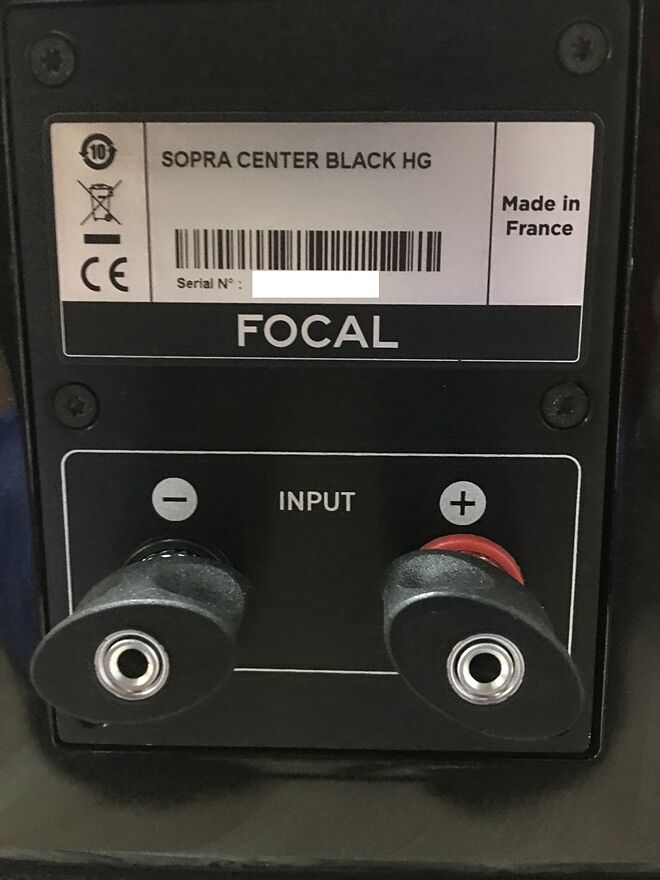 10
SOPRA CENTER BLACK HG
Made in
France
CE
Serial N° :
FOCAL
− INPUT +